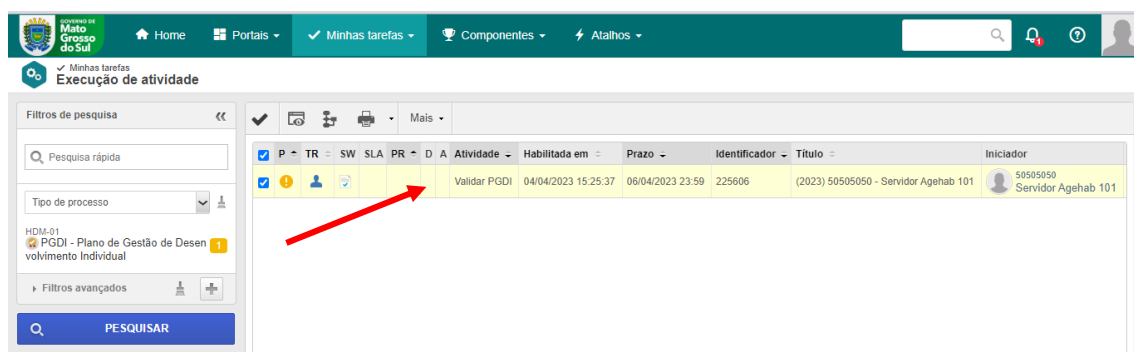 GOVERNO DE
Mato
Grosso
do Sul
Home
Portais
Minhas tarefas
Componentes
Atalhos
1
Minhas tarefas
Execução de atividade
Filtros de pesquisa
Mais
Pesquisa rápida
P TR SW SLA PR D A Atividade Habilitada em Prazo Identificador Título Iniciador
Validar PGDI 04/04/2023 15:25:37 06/04/2023 23:59 225606 (2023) 50505050 - Servidor Agehab 101 50505050
Servidor Agehab 101
Tipo de processo
HDM-01
PGDI - Plano de Gestão de Desen 1
volvimento Individual
Filtros avançados
PESQUISAR